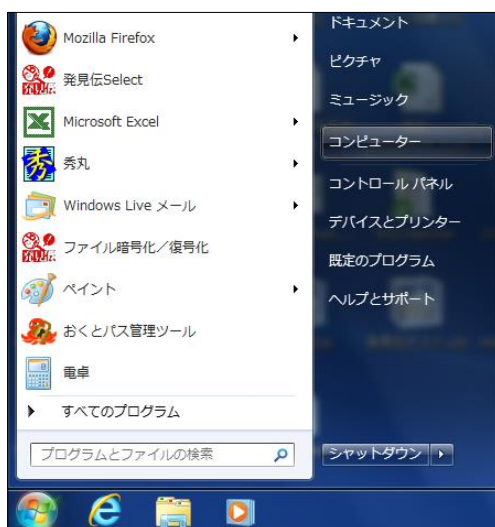 Mozilla Firefox
発見伝Select
Microsoft Excel
秀丸
Windows Live メール
ファイル暗号化／復号化
ペイント
おくとパス管理ツール
電卓
すべてのプログラム
プログラムとファイルの検索
ドキュメント
ピクチャ
ミュージック
コンピューター
コントロール パネル
デバイスとプリンター
既定のプログラム
ヘルプとサポート
シャットダウン